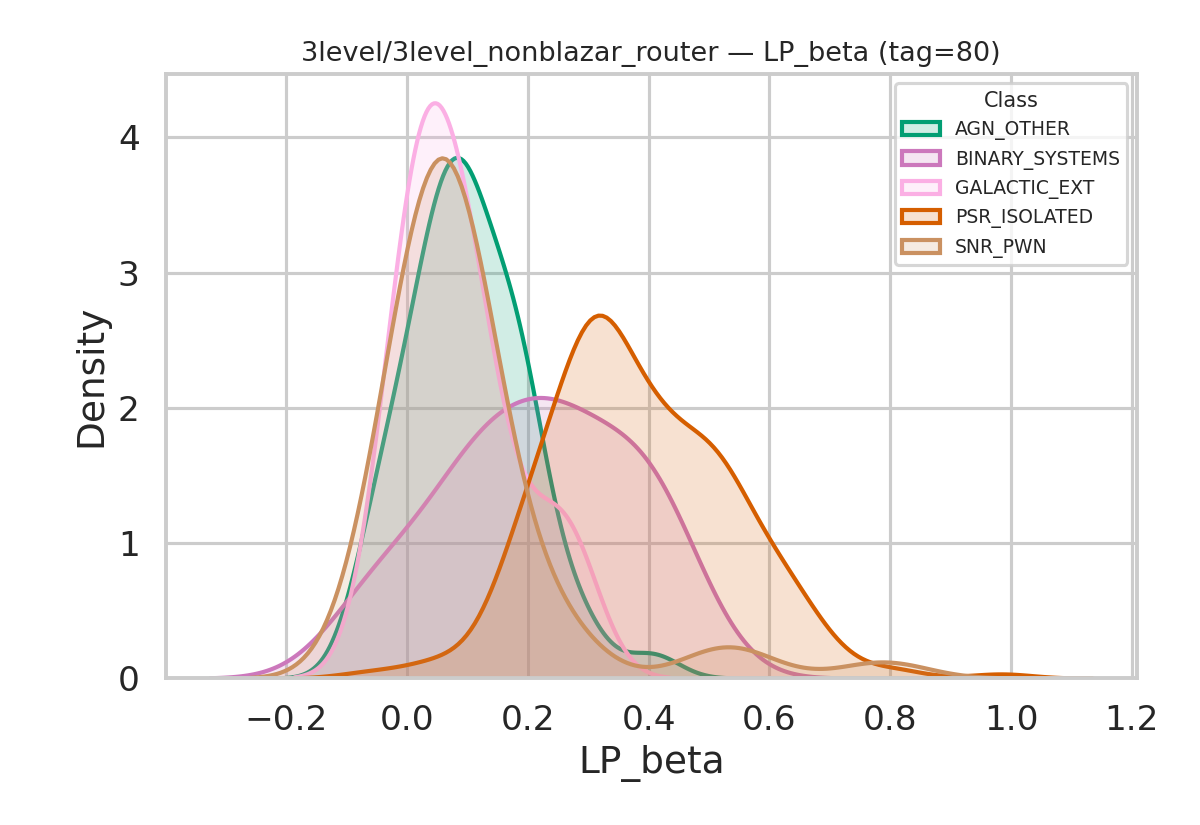 3level/3level_nonblazar_router — LP_beta (tag=80)
Class
AGN_OTHER
BINARY_SYSTEMS
GALACTIC_EXT
PSR_ISOLATED
SNR_PWN
Density
4
3
2
1
0
−0.2 0.0 0.2 0.4 0.6 0.8 1.0 1.2
LP_beta